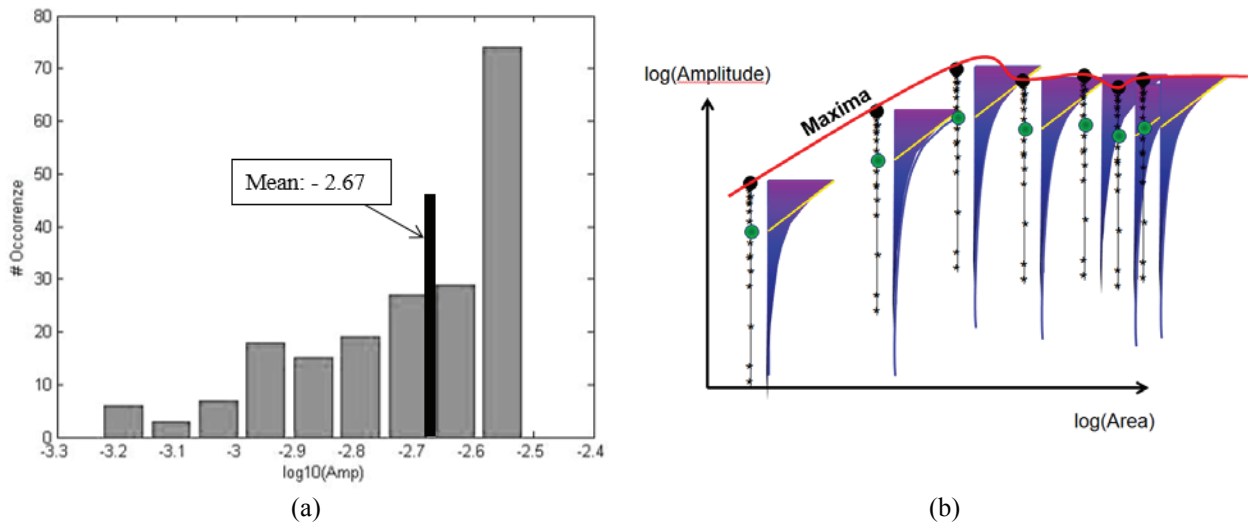 80
70
60
50
40
30
20
10
0
# Occorrenze
Mean: - 2.67
-3.3 -3.2 -3.1 -3 -2.9 -2.8 -2.7 -2.6 -2.5 -2.4
log10(Amp)
(a)
log(Amplitude)
Maxima
log(Area)
(b)